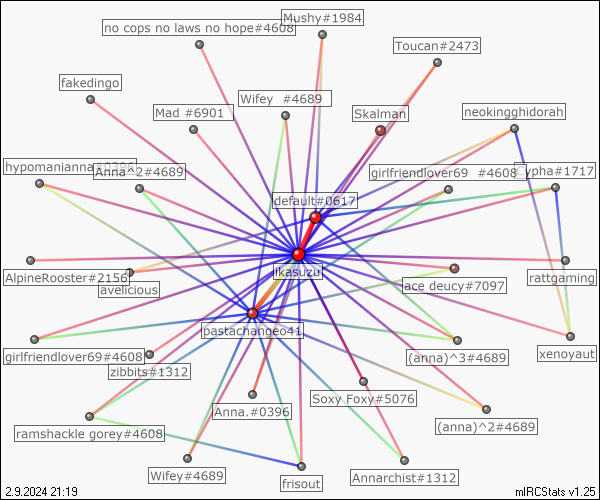 Mushy#1984
no cops no laws no hope#4608
Toucan#2473
fakedingo
Wifey #4689
Mad #6901
Skalman
neokingghidorah
hypomanianna#0396
Anna^2#4689
girlfriendlover69 #4608
Cypha#1717
default#0617
ikasuzu
AlpineRooster#2156
avelicious
ace deucy#7097
rattgaming
pastachangeo41
girlfriendlover69#4608
zibbits#1312
(anna)^3#4689
xenoyaut
Anna.#0396
Soxy Foxy#5076
ramshackle gorey#4608
(anna)^2#4689
Wifey#4689
frisout
Annarchist#1312
2.9.2024 21:19
mIRCStats v1.25